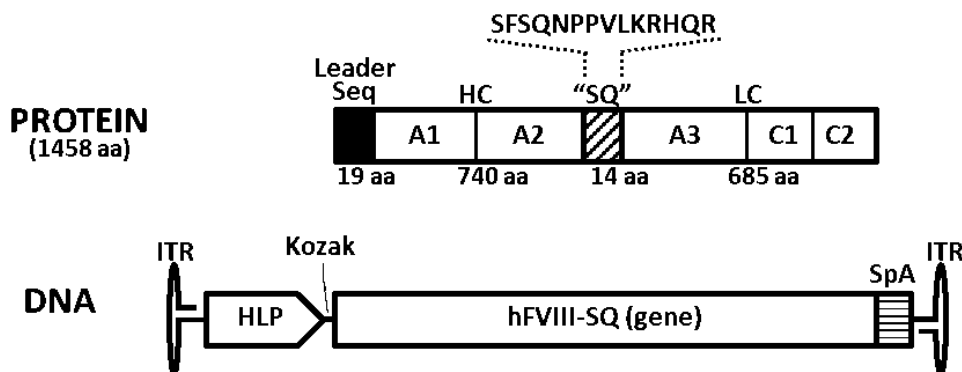 SFSQNPPVLKRHQR
Leader
Seq
HC
“SQ”
LC
PROTEIN
(1458 aa)
A1
A2
A3
C1
C2
19 aa
740 aa
14 aa
685 aa
ITR
Kozak
ITR
SpA
DNA
HLP
hFVIII-SQ (gene)